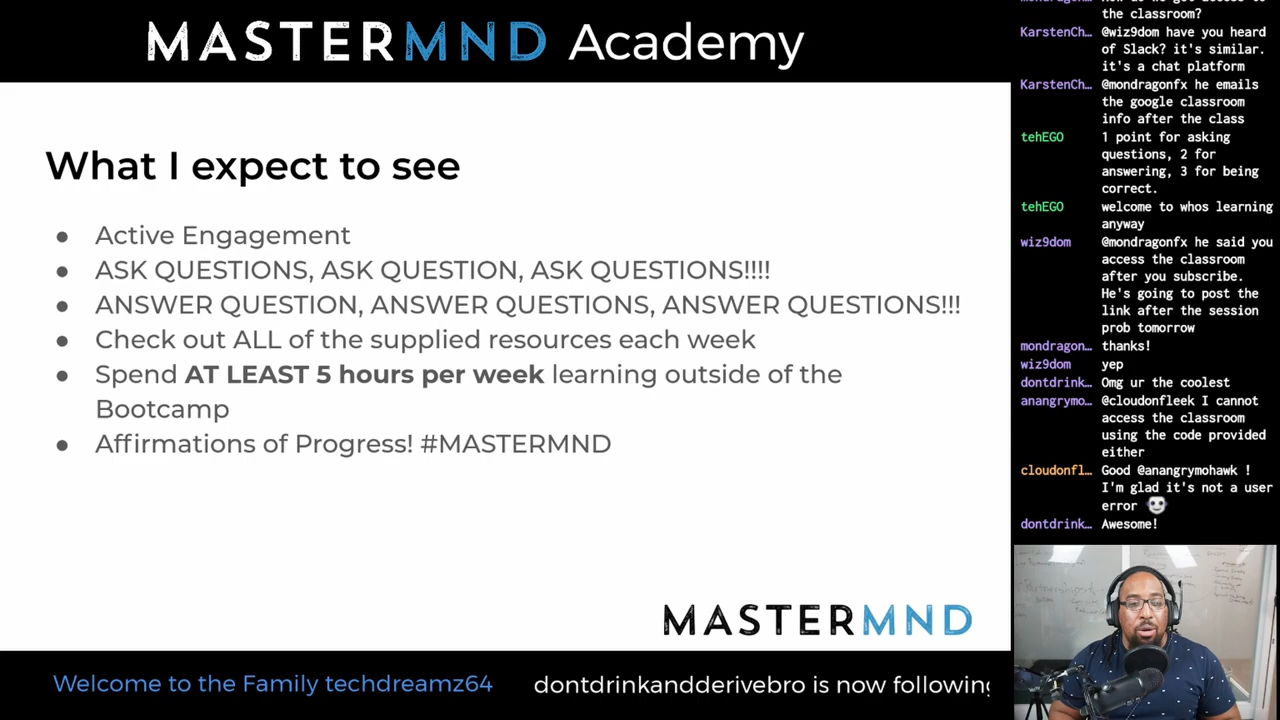 MASTERMND Academy
What I expect to see
● Active Engagement
● ASK QUESTIONS, ASK QUESTION, ASK QUESTIONS!!!!
● ANSWER QUESTION, ANSWER QUESTIONS, ANSWER QUESTIONS!!!
● Check out ALL of the supplied resources each week
● Spend AT LEAST 5 hours per week learning outside of the
Bootcamp
● Affirmations of Progress! #MASTERMND
MASTERMND
Welcome to the Family techdreamz64
dontdrinkandderivebro is now following
the classroom?
KarstenCh… @wiz9dom have you heard
of Slack? it's similar.
it's a chat platform
KarstenCh… @mondragonfx he emails
the google classroom
info after the class
tehEGO 1 point for asking
questions, 2 for
answering, 3 for being
correct.
tehEGO welcome to whos learning
anyway
wiz9dom @mondragonfx he said you
access the classroom
after you subscribe.
He's going to post the
link after the session
prob tomorrow
mondragon… thanks!
wiz9dom yep
dontdrink… Omg ur the coolest
anangrymo… @cloudonfleek I cannot
access the classroom
using the code provided
either
cloudonfl… Good @anangrymohawk !
I'm glad it's not a user
error
dontdrink… Awesome!